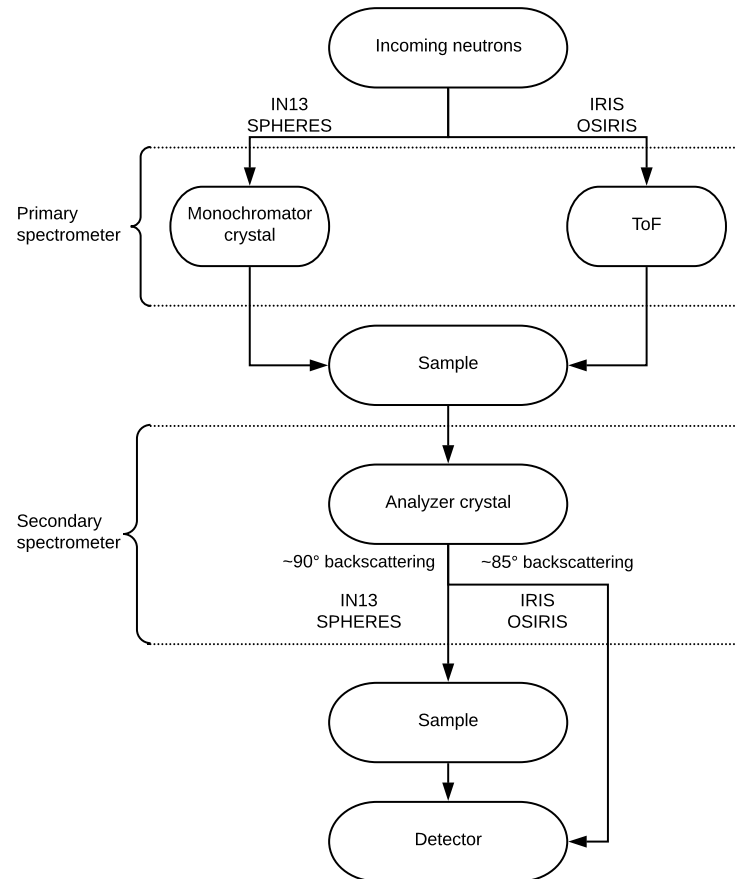 Incoming neutrons
IN13
SPHERES
IRIS
OSIRIS
Primary
spectrometer
Monochromator
crystal
ToF
Sample
Secondary
spectrometer
Analyzer crystal
~90° backscattering
~85° backscattering
IN13
SPHERES
IRIS
OSIRIS
Sample
Detector